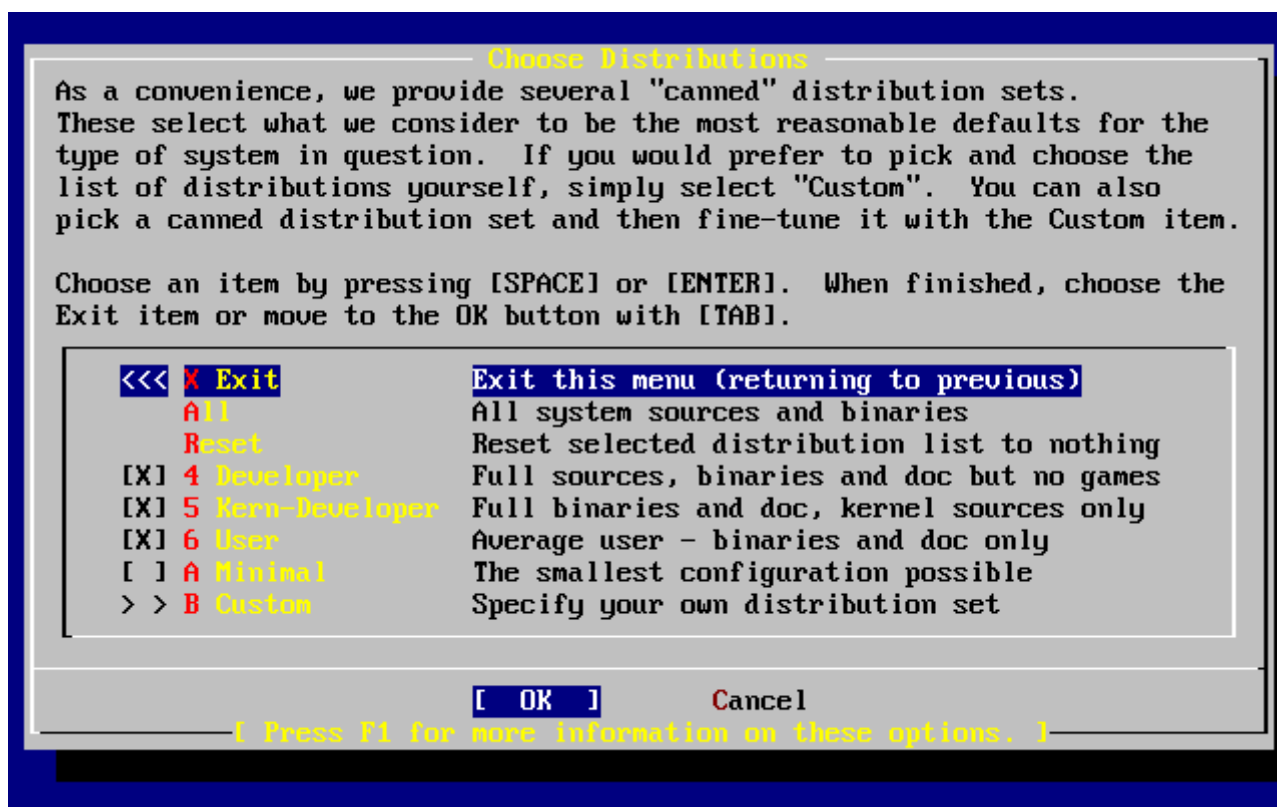 Choose Distributions
As a convenience, we provide several "canned" distribution sets.
These select what we consider to be the most reasonable defaults for the
type of system in question.  If you would prefer to pick and choose the
list of distributions yourself, simply select "Custom".  You can also
pick a canned distribution set and then fine-tune it with the Custom item.
Choose an item by pressing [SPACE] or [ENTER].  When finished, choose the
Exit item or move to the OK button with [TAB].
<<< X Exit            Exit this menu (returning to previous)
All             All system sources and binaries
Reset           Reset selected distribution list to nothing
[X] 4 Developer       Full sources, binaries and doc but no games
[X] 5 Kern-Developer  Full binaries and doc, kernel sources only
[X] 6 User            Average user - binaries and doc only
[ ] A Minimal         The smallest configuration possible
> > B Custom          Specify your own distribution set
[  OK  ]       Cancel
[ Press F1 for more information on these options. ]